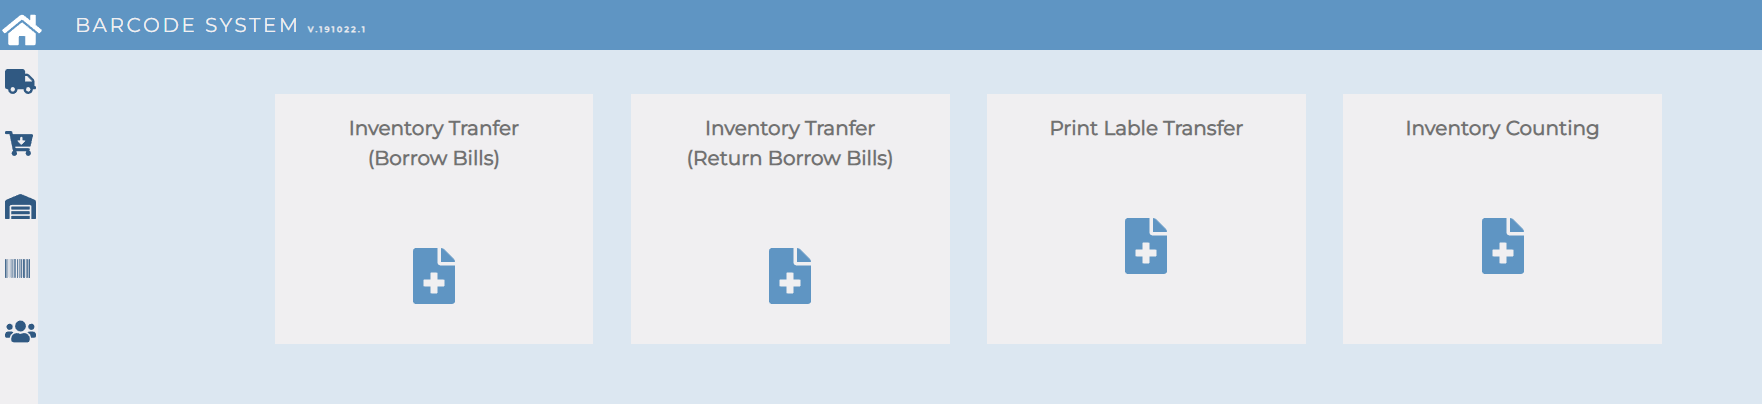 BARCODE SYSTEM V.191022.1
Inventory Tranfer
(Borrow Bills)
Inventory Tranfer
(Return Borrow Bills)
Print Lable Transfer
Inventory Counting